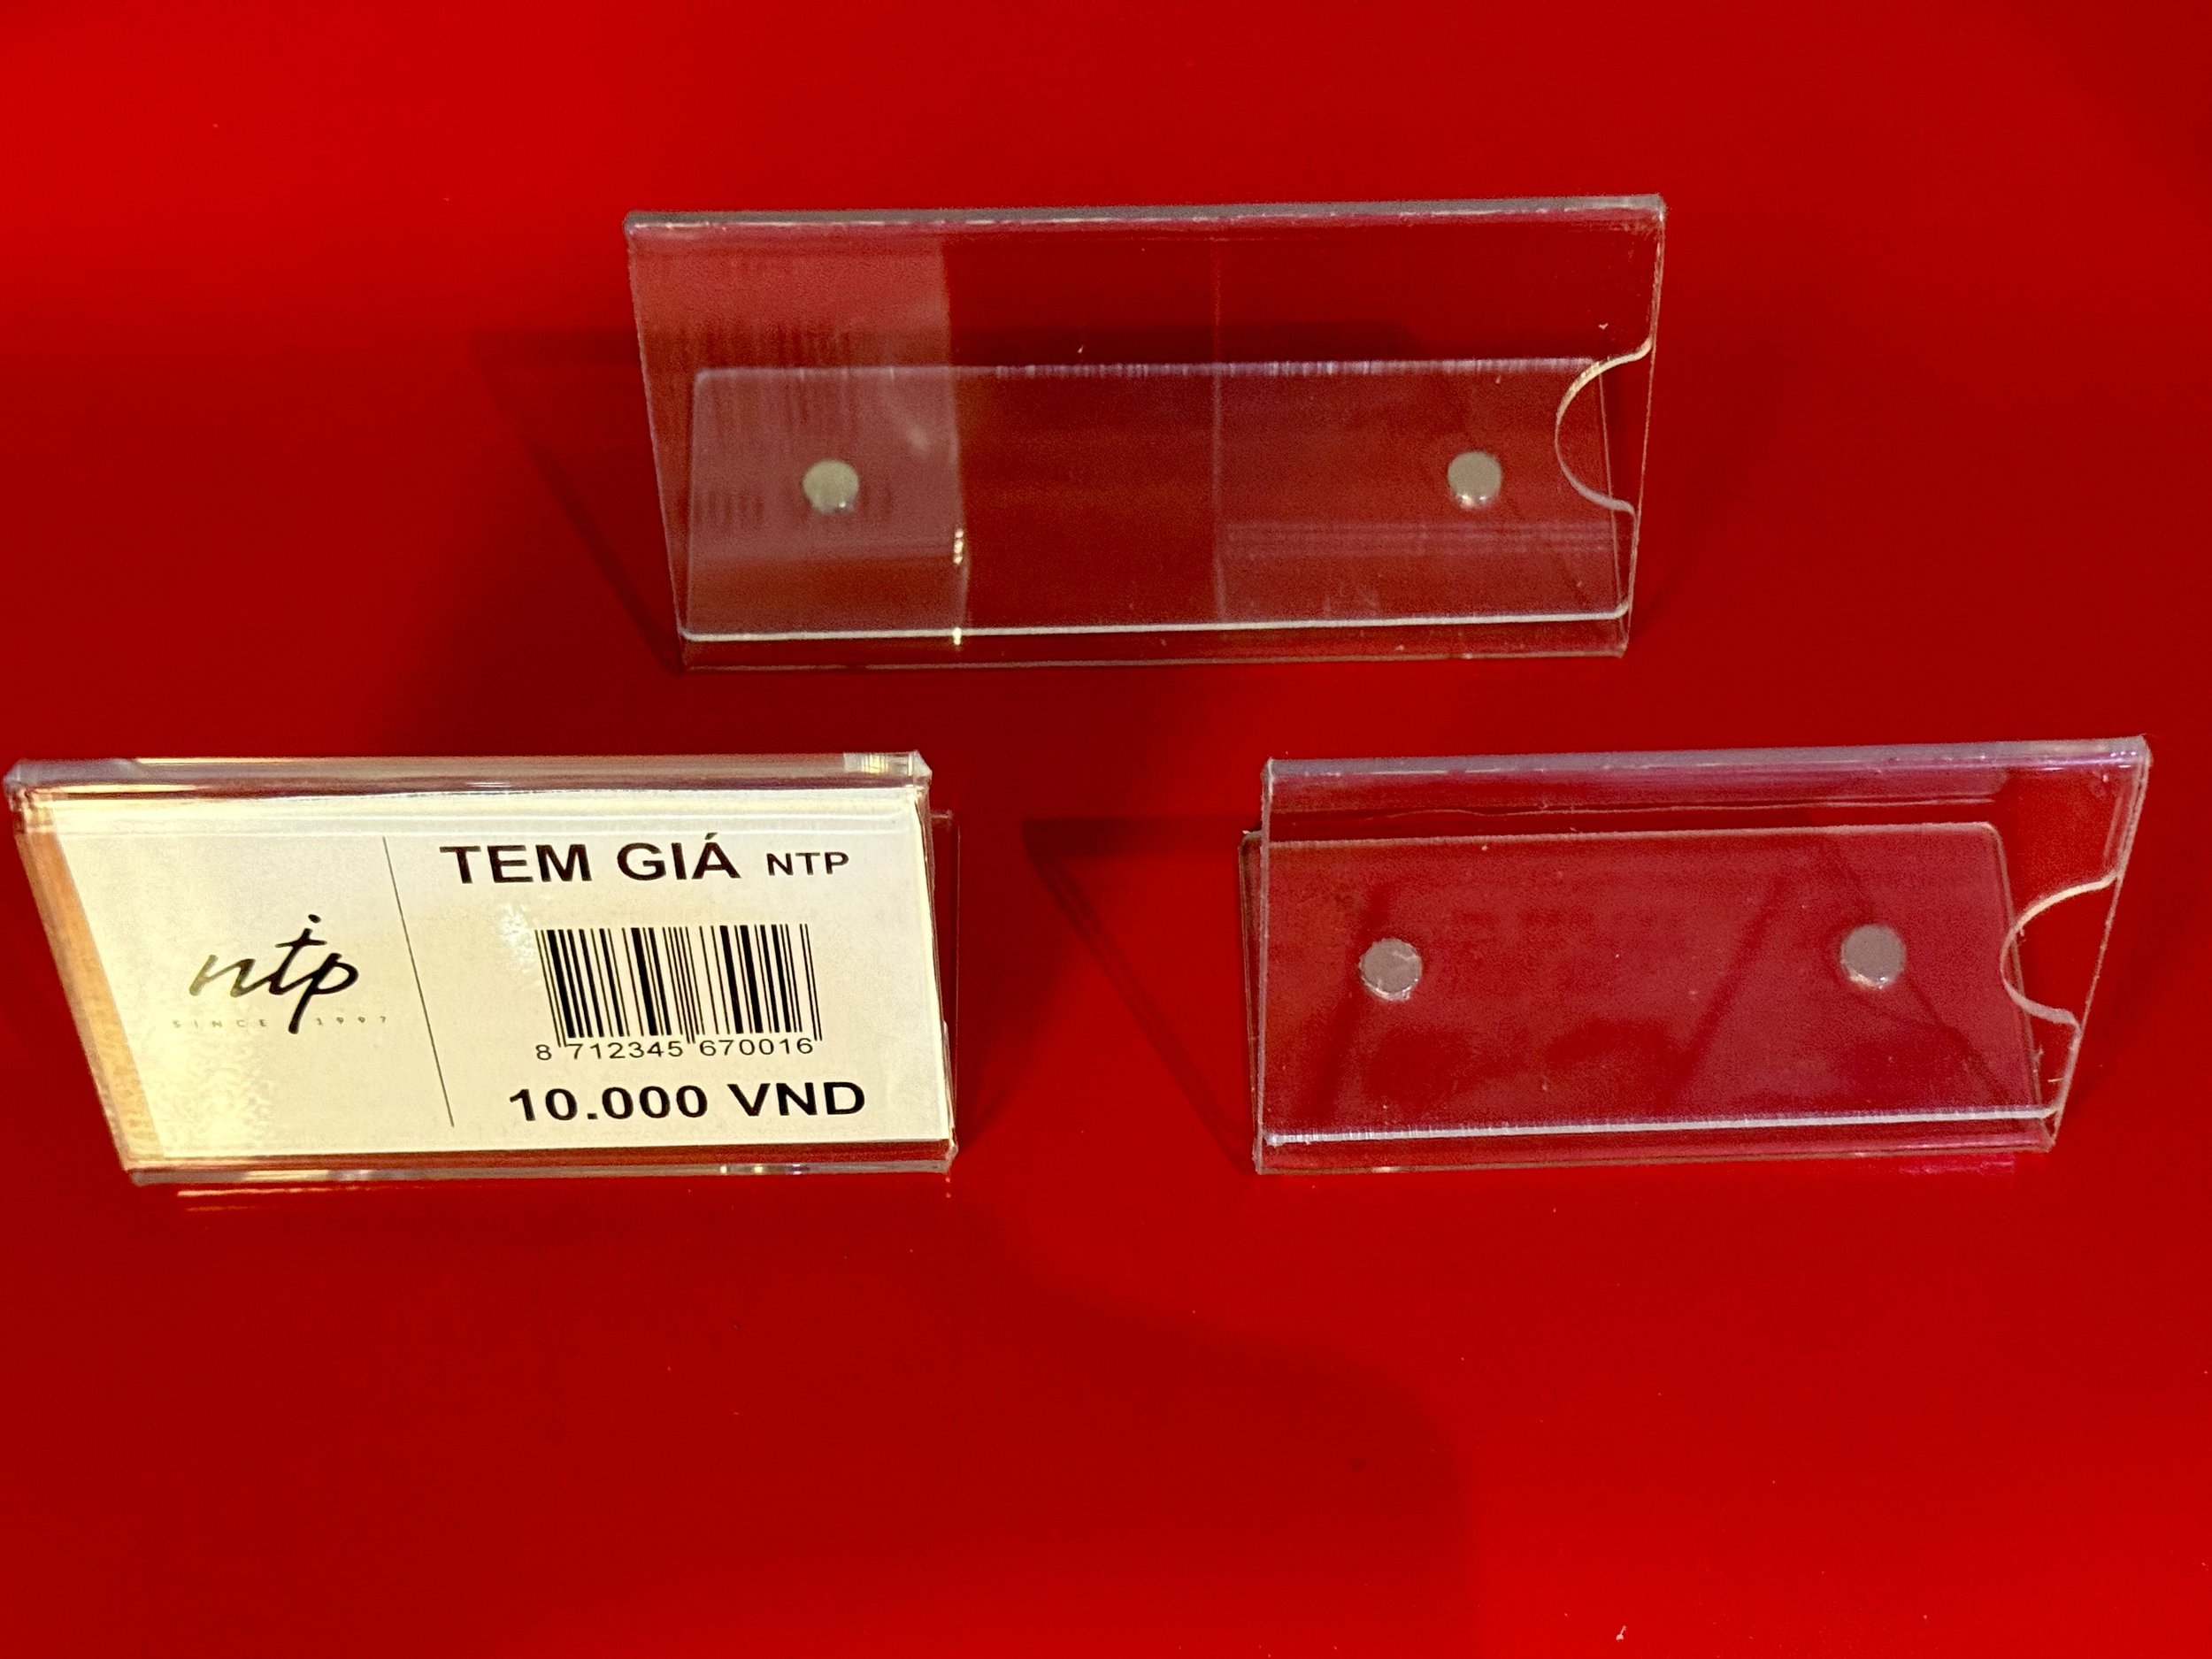 TEM GIÁ NTP
ntp
SINCE 1997
8 712345 670016
10.000 VND